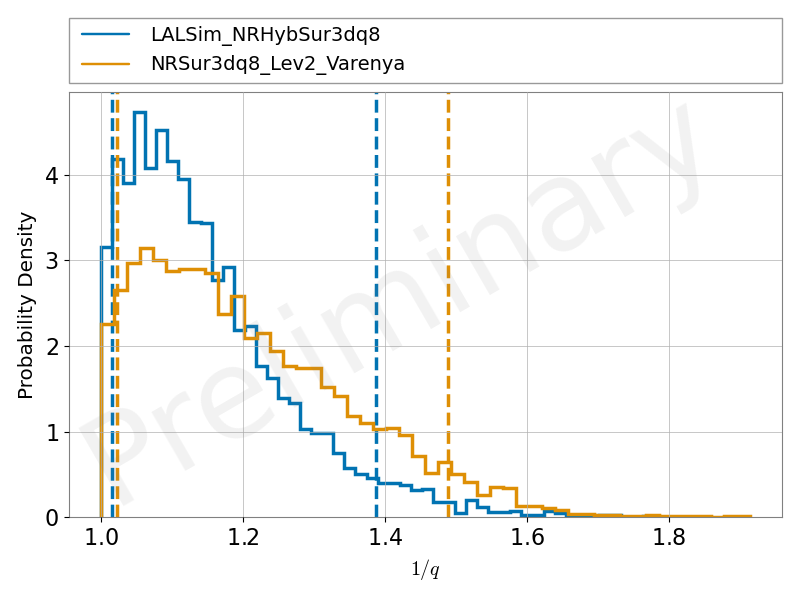 LALSim_NRHybSur3dq8
NRSur3dq8_Lev2_Varenya
Preliminary
Probability Density
4
3
2
1
0
1.0 1.2 1.4 1.6 1.8
1/q